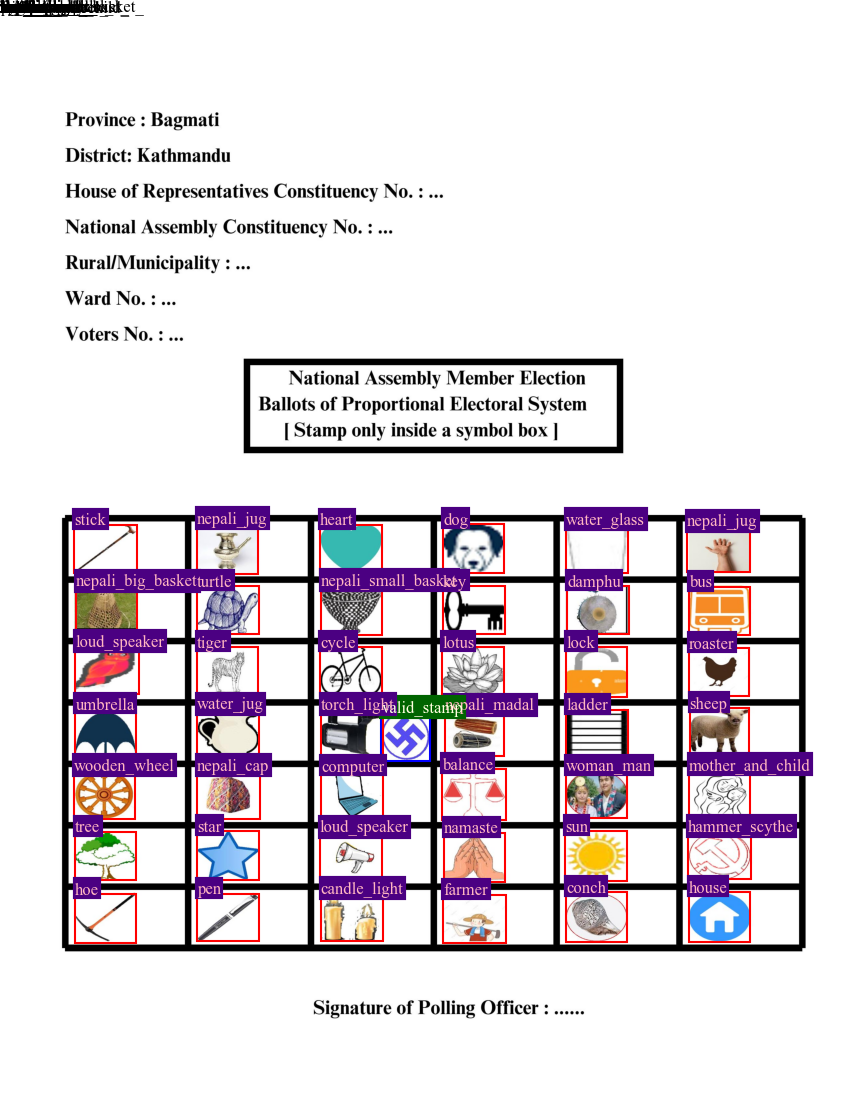 Province : Bagmati
District: Kathmandu
House of Representatives Constituency No. : ...
National Assembly Constituency No. : ...
Rural/Municipality : ...
Ward No. : ...
Voters No. : ...
National Assembly Member Election
Ballots of Proportional Electoral System
[ Stamp only inside a symbol box ]
stick nepali_jug heart dog water_glass nepali_jug
nepali_big_basket turtle nepali_small_basket key damphu bus
loud_speaker tiger cycle lotus lock roaster
umbrella water_jug torch_light valid_stamp nepali_madal ladder sheep
wooden_wheel nepali_cap computer balance woman_man mother_and_child
tree star loud_speaker namaste sun hammer_scythe
hoe pen candle_light farmer conch house
Signature of Polling Officer : ......